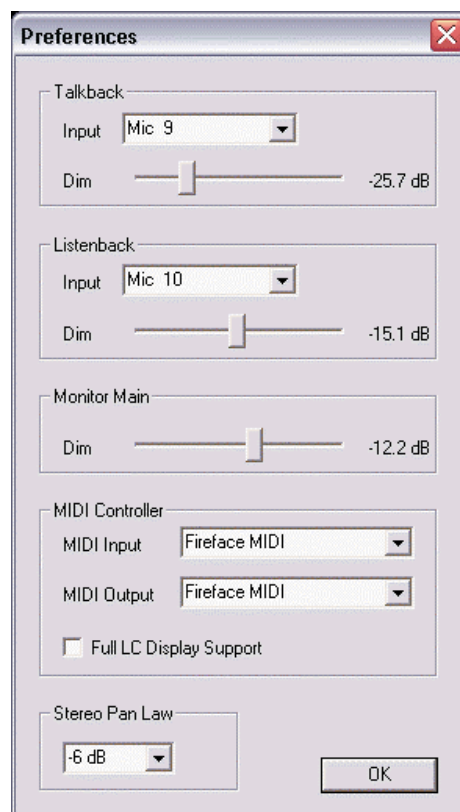 Preferences
Talkback
Input Mic 9
Dim -25.7 dB
Listenback
Input Mic 10
Dim -15.1 dB
Monitor Main
Dim -12.2 dB
MIDI Controller
MIDI Input Fireface MIDI
MIDI Output Fireface MIDI
Full LC Display Support
Stereo Pan Law
-6 dB
OK